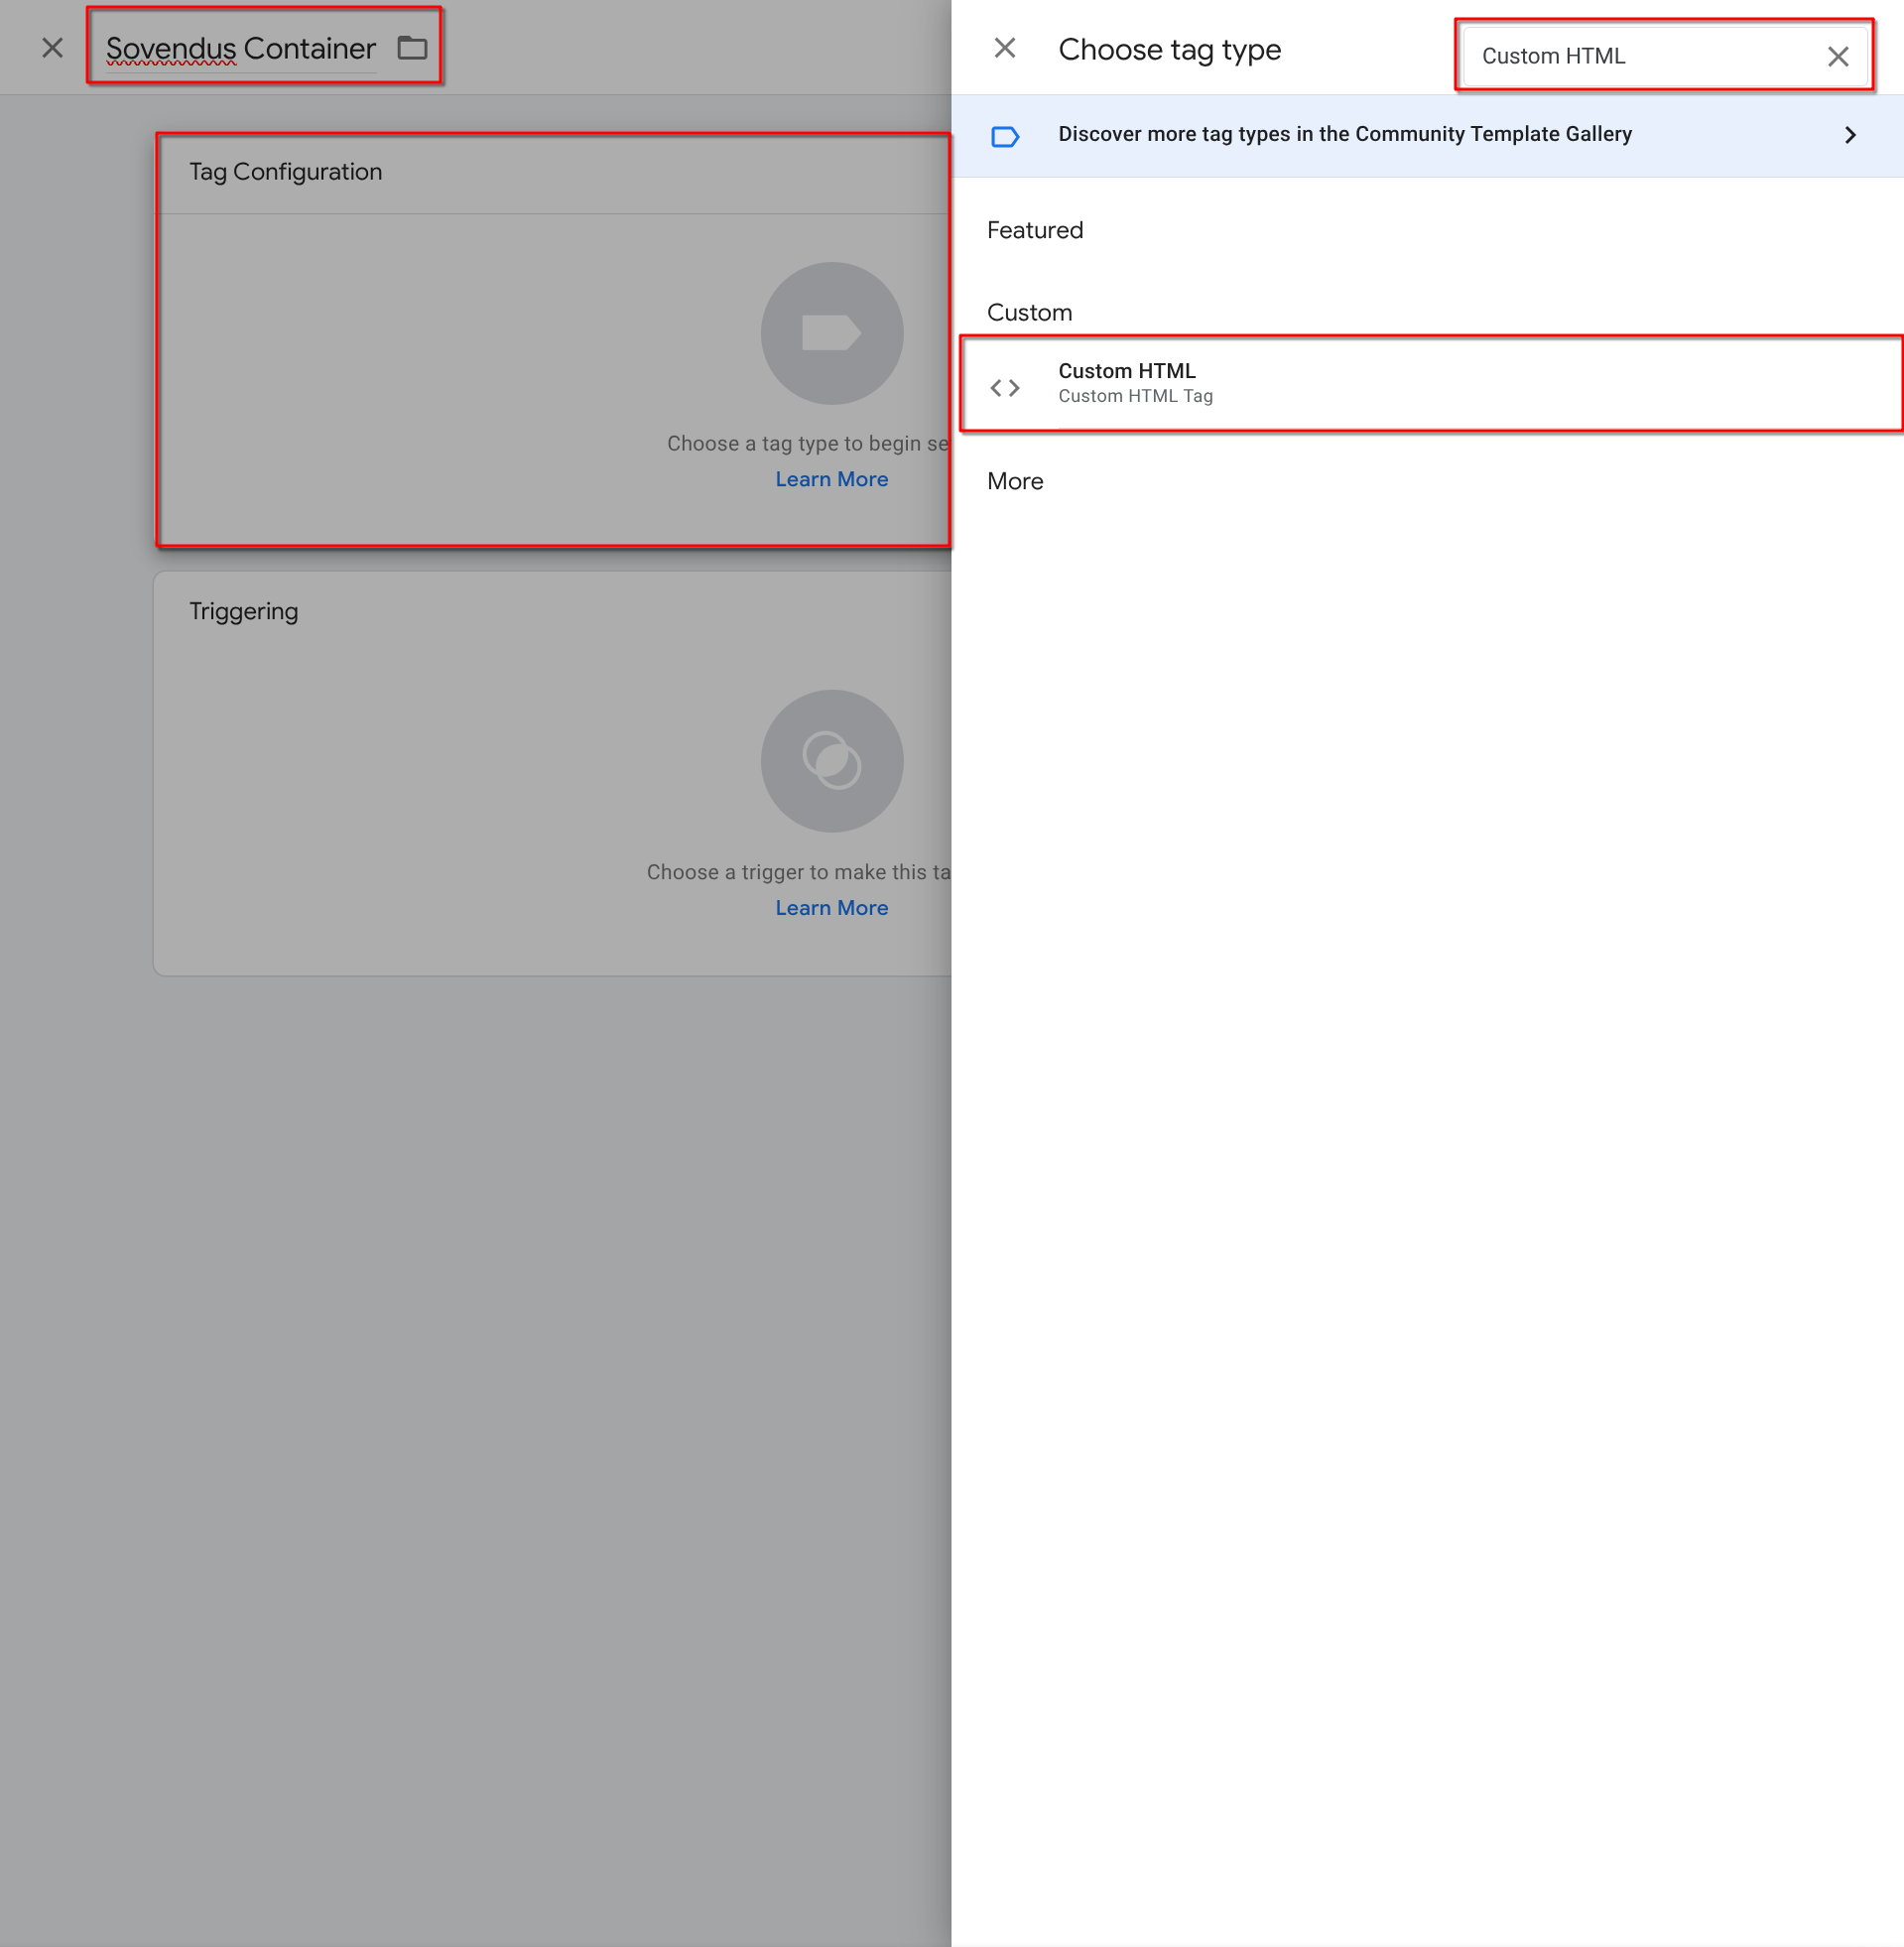 Sovendus Container
Tag Configuration
Choose a tag type to begin se
Learn More
Triggering
Choose a trigger to make this ta
Learn More
Choose tag type
Custom HTML
Discover more tag types in the Community Template Gallery
Featured
Custom
Custom HTML
Custom HTML Tag
More